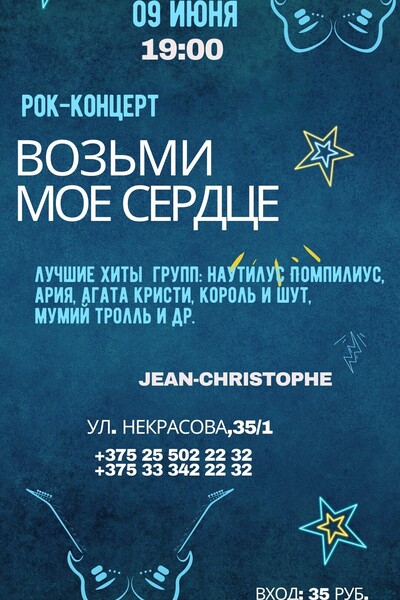 09 ИЮНЯ
19:00
РОК-КОНЦЕРТ
ВОЗЬМИ
МОЕ СЕРДЦЕ
ЛУЧШИЕ ХИТЫ ГРУПП: НАУТИЛУС ПОМПИЛИУС,
АРИЯ, АГАТА КРИСТИ, КОРОЛЬ И ШУТ,
МУМИЙ ТРОЛЛЬ И ДР.
JEAN-CHRISTOPHE
УЛ. НЕКРАСОВА,35/1
+375 25 502 22 32
+375 33 342 22 32
ВХОД: 35 РУБ.